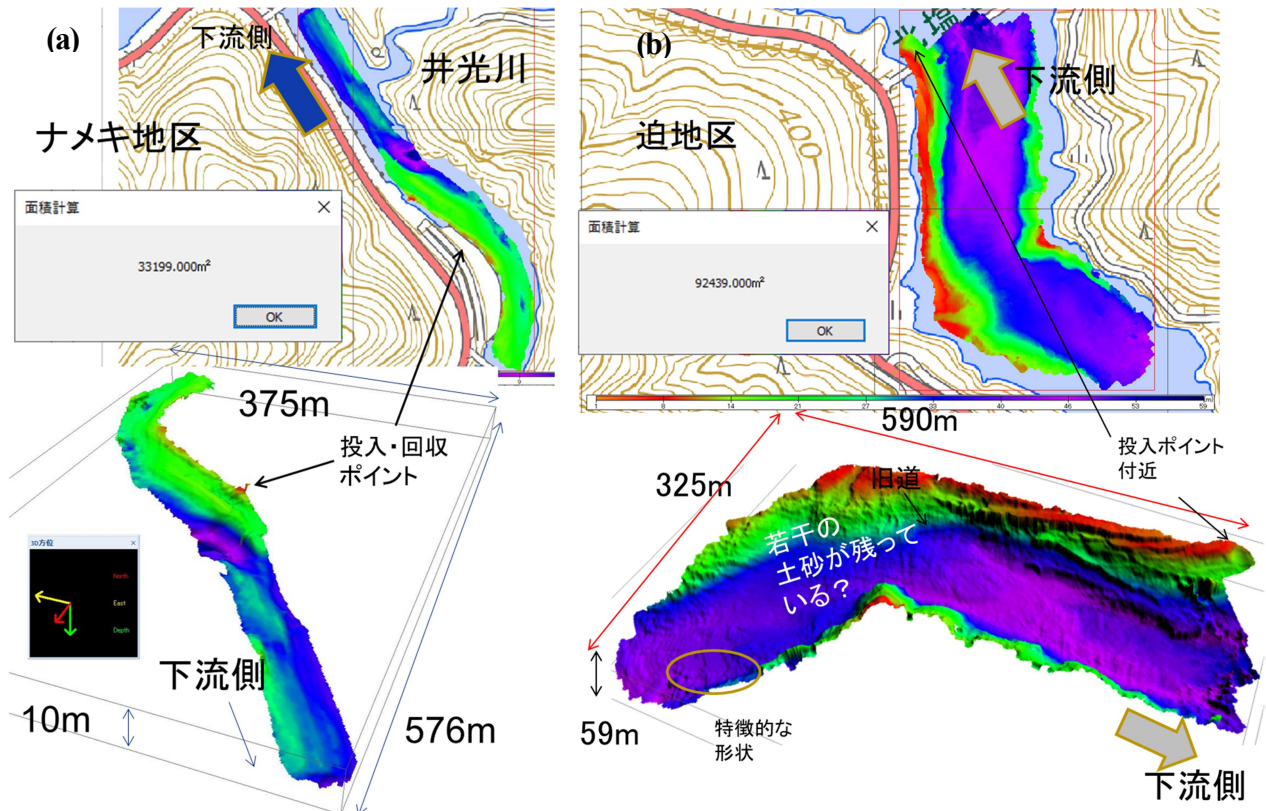 (a)
下流側
井光川
ナメキ地区
面積計算
33199.000m²
OK
9
375m
投入・回収
ポイント
3D方位
North
East
Depth
下流側
10m
576m
(b)
下流側
迫地区
400
面積計算
92439.000m²
OK
1
8
14
21
33
40
46
53
59
590m
投入ポイント
付近
325m
旧道
若干の
土砂が残って
いる？
59m
特徴的な
形状
下流側